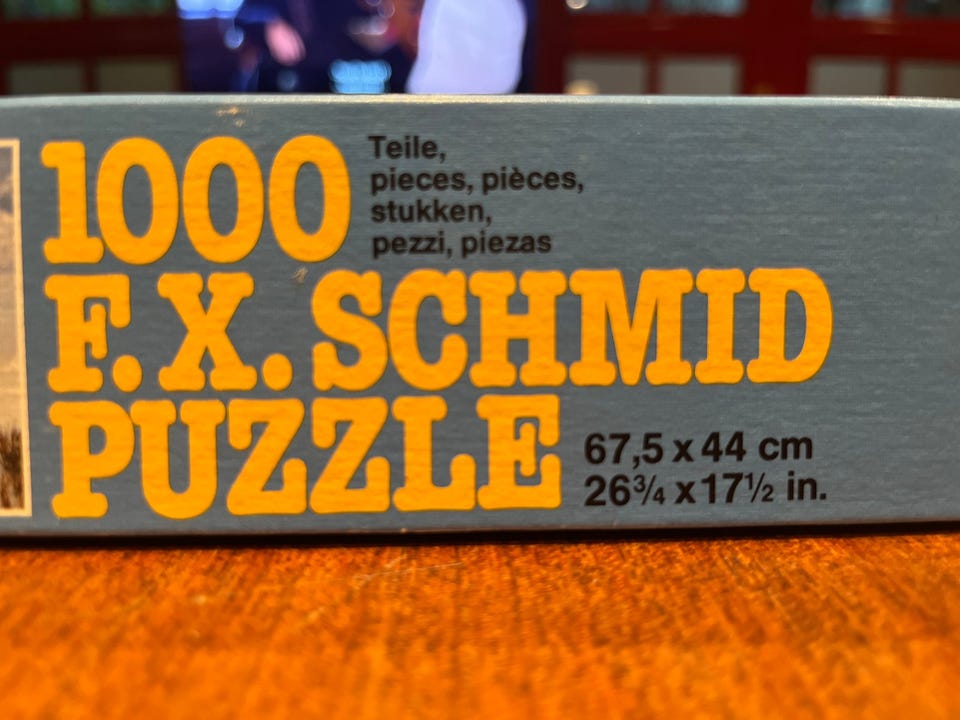 1000
Teile,
pieces, pièces,
stukken,
pezzi, piezas
F.X. SCHMID
PUZZLE
67,5 x 44 cm
26¾ x 17½ in.